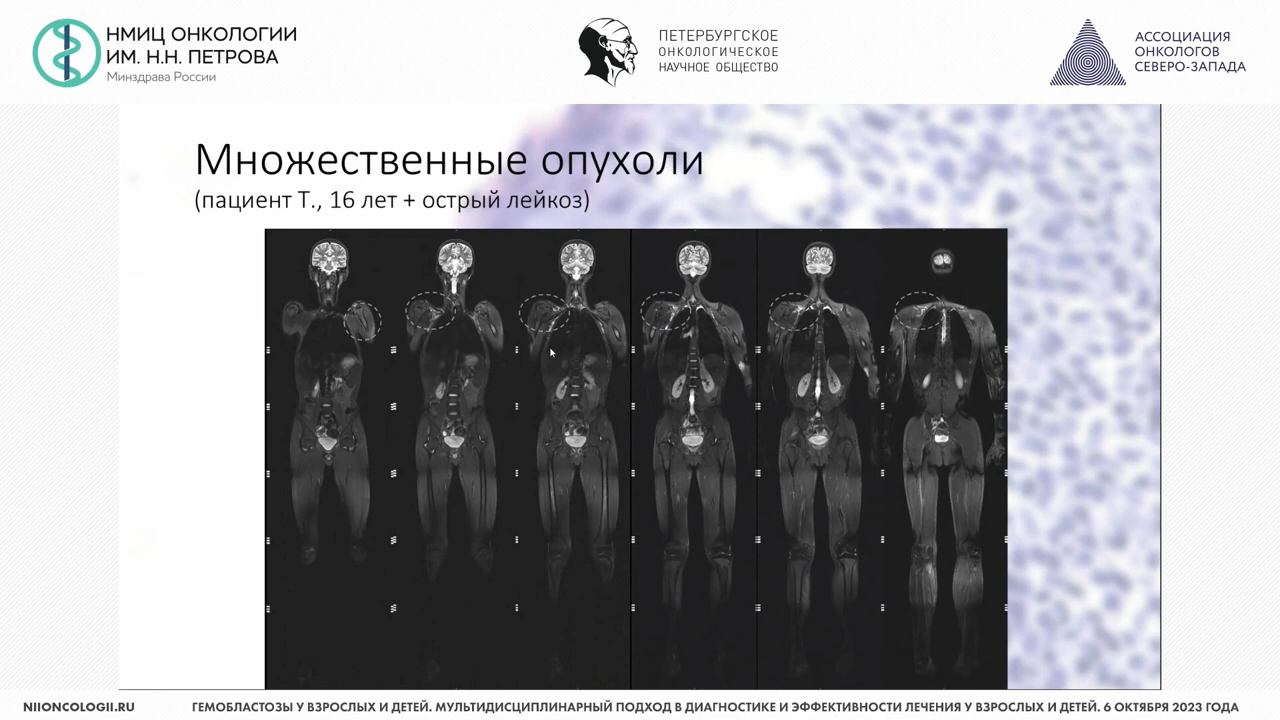 НМИЦ ОНКОЛОГИИ
ИМ. Н.Н. ПЕТРОВА
Минздрава России
ПЕТЕРБУРГСКОЕ
ОНКОЛОГИЧЕСКОЕ
НАУЧНОЕ ОБЩЕСТВО
АССОЦИАЦИЯ
ОНКОЛОГОВ
СЕВЕРО-ЗАПАДА
Множественные опухоли
(пациент Т., 16 лет + острый лейкоз)
NIIONCOLOGII.RU
ГЕМОБЛАСТОЗЫ У ВЗРОСЛЫХ И ДЕТЕЙ. МУЛЬТИДИСЦИПЛИНАРНЫЙ ПОДХОД В ДИАГНОСТИКЕ И ЭФФЕКТИВНОСТИ ЛЕЧЕНИЯ У ВЗРОСЛЫХ И ДЕТЕЙ. 6 ОКТЯБРЯ 2023 ГОДА